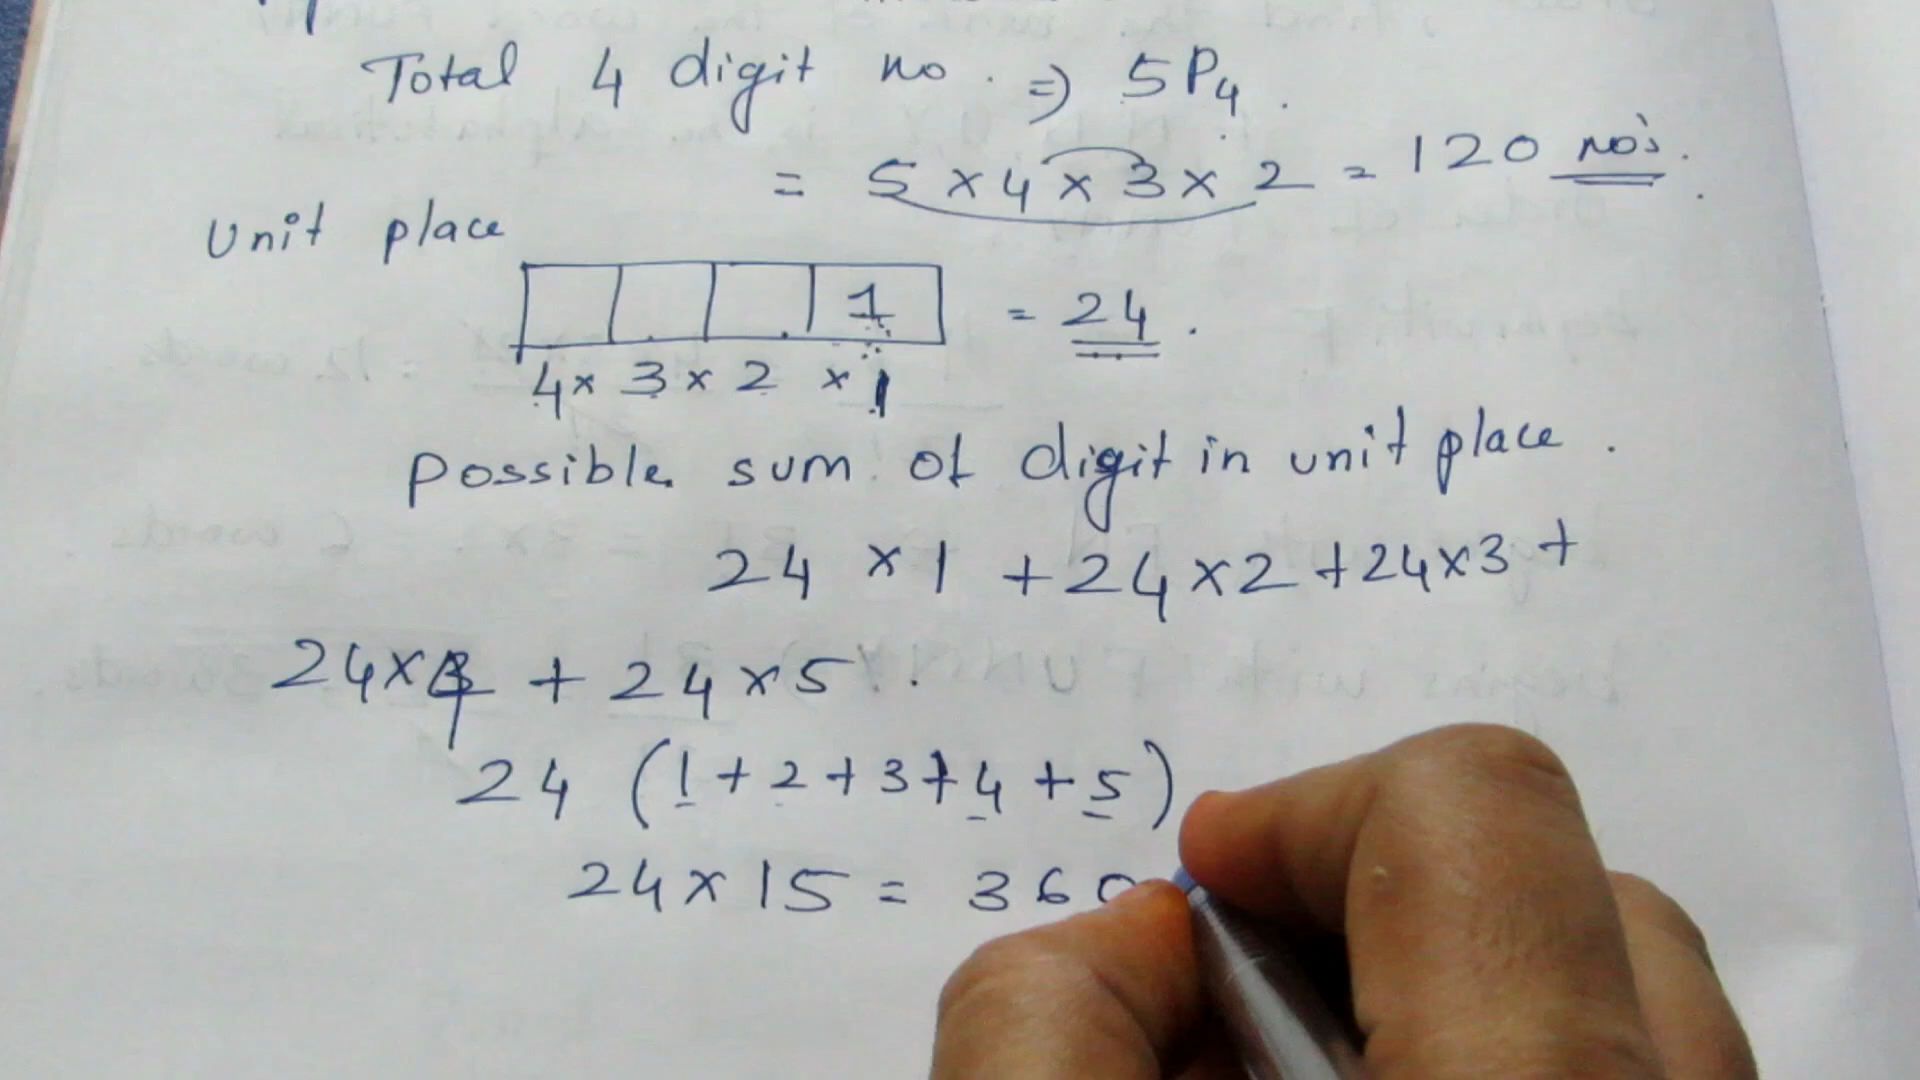 Total 4 digit no. ⇒ 5P4.
= 5 × 4 × 3 × 2 = 120 no's.
Unit place
1 = 24.
4 × 3 × 2 × 1
Possible sum of digit in unit place.
24 × 1 + 24 × 2 + 24 × 3 +
24 × 4 + 24 × 5.
24 (1 + 2 + 3 + 4 + 5)
24 × 15 = 360